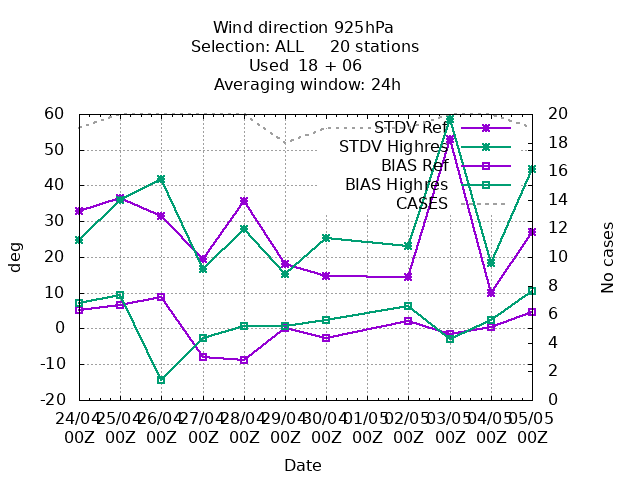 Wind direction 925hPa
Selection: ALL     20 stations
Used  18 + 06
Averaging window: 24h
60
50
40
30
20
10
0
-10
-20
20
18
16
14
12
10
8
6
4
2
0
deg
No cases
STDV Ref
STDV Highres
BIAS Ref
BIAS Highres
CASES
24/04 25/04 26/04 27/04 28/04 29/04 30/04 01/05 02/05 03/05 04/05 05/05
00Z 00Z 00Z 00Z 00Z 00Z 00Z 00Z 00Z 00Z 00Z 00Z
Date